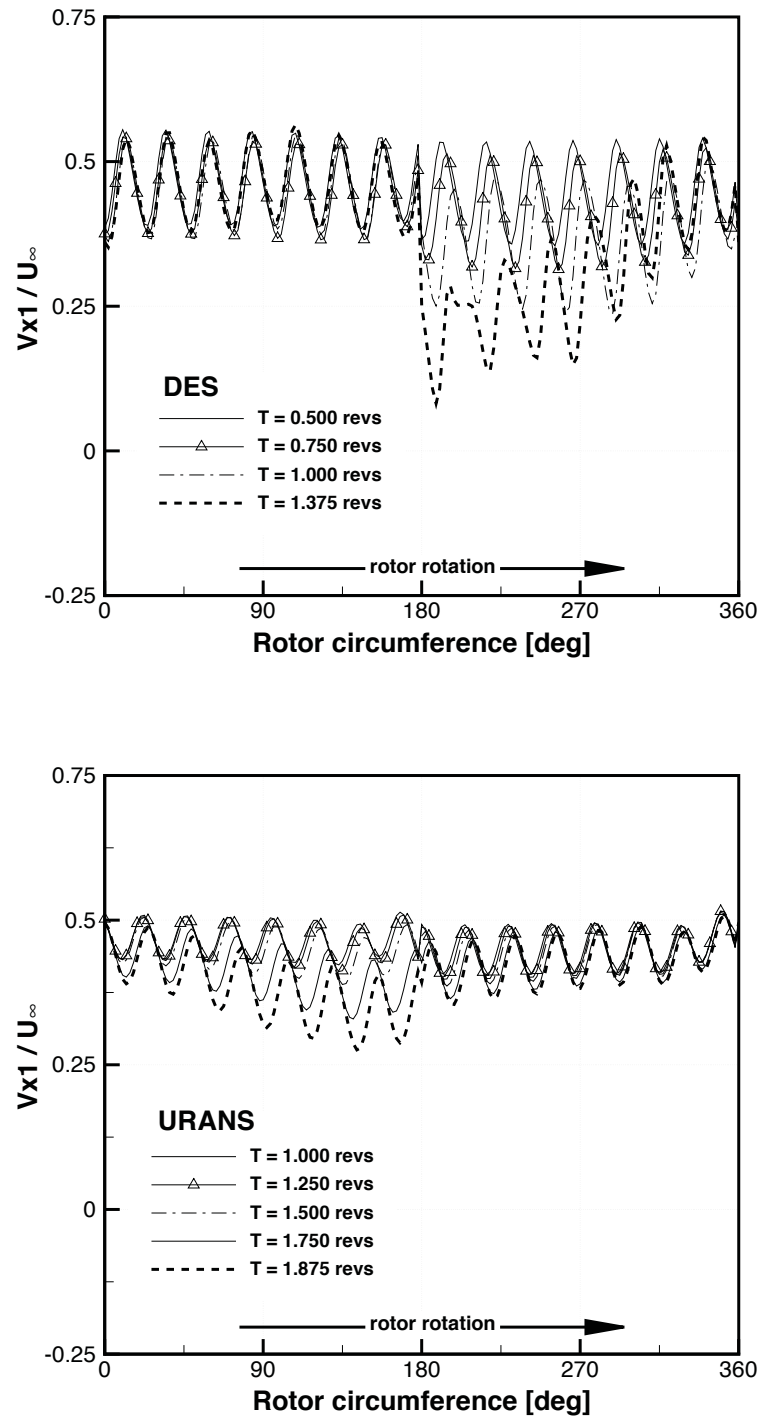 0.75
0.5
Vx1 / U∞
0.25
DES
T = 0.500 revs
T = 0.750 revs
0
T = 1.000 revs
T = 1.375 revs
rotor rotation
-0.25
0 90 180 270 360
Rotor circumference [deg]
0.75
0.5
Vx1 / U∞
0.25
URANS
T = 1.000 revs
T = 1.250 revs
0
T = 1.500 revs
T = 1.750 revs
T = 1.875 revs
rotor rotation
-0.25
0 90 180 270 360
Rotor circumference [deg]